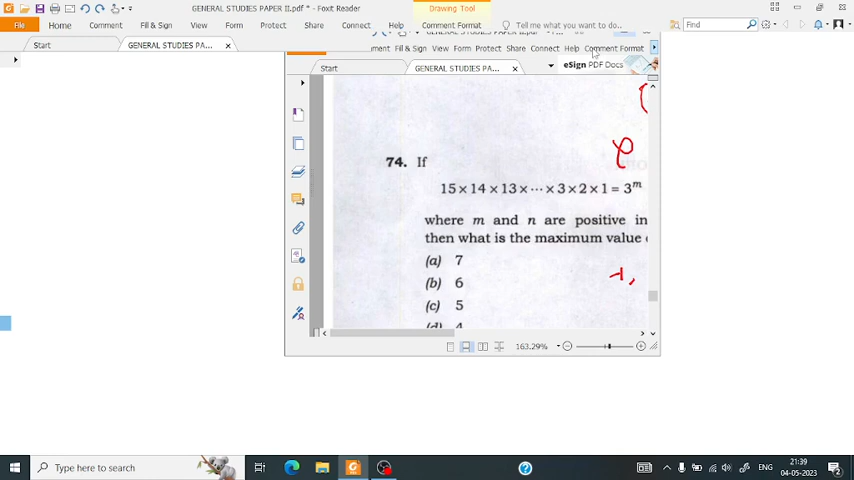 GENERAL STUDIES PAPER II.pdf * - Foxit Reader
Drawing Tool
File Home Comment Fill & Sign View Form Protect Share Connect Help Comment Format Tell me what you want to do... Find
Start GENERAL STUDIES PA...
ment Fill & Sign View Form Protect Share Connect Help Comment Format
Start GENERAL STUDIES PA... eSign PDF Docs
74. If
15 × 14 × 13 × ... × 3 × 2 × 1 = 3^m
where m and n are positive in
then what is the maximum value
(a) 7
(b) 6
(c) 5
(d) 4
163.29%
Type here to search
ENG
21:39
04-05-2023
2